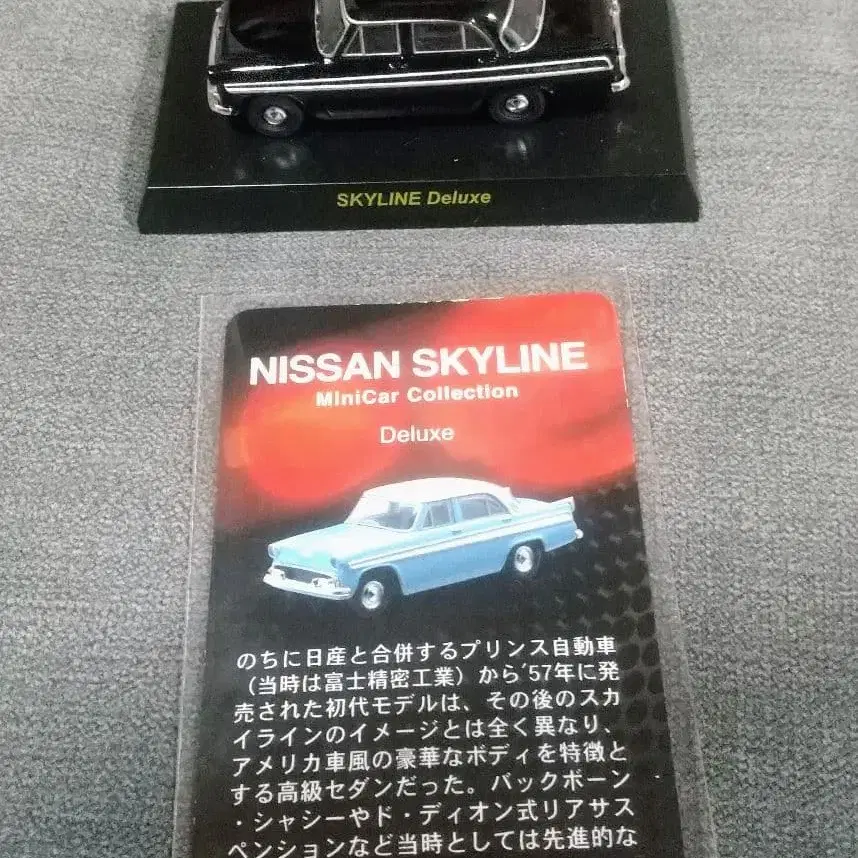 SKYLINE Deluxe
NISSAN SKYLINE
MiniCar Collection
Deluxe
のちに日産と合併するプリンス自動車
（当時は富士精密工業）から'57年に発
売された初代モデルは、その後のスカ
イラインのイメージとは全く異なり、
アメリカ車風の豪華なボディを特徴と
する高級セダンだった。バックボーン
・シャシーやド・ディオン式リアサス
ペンションなど当時としては先進的な